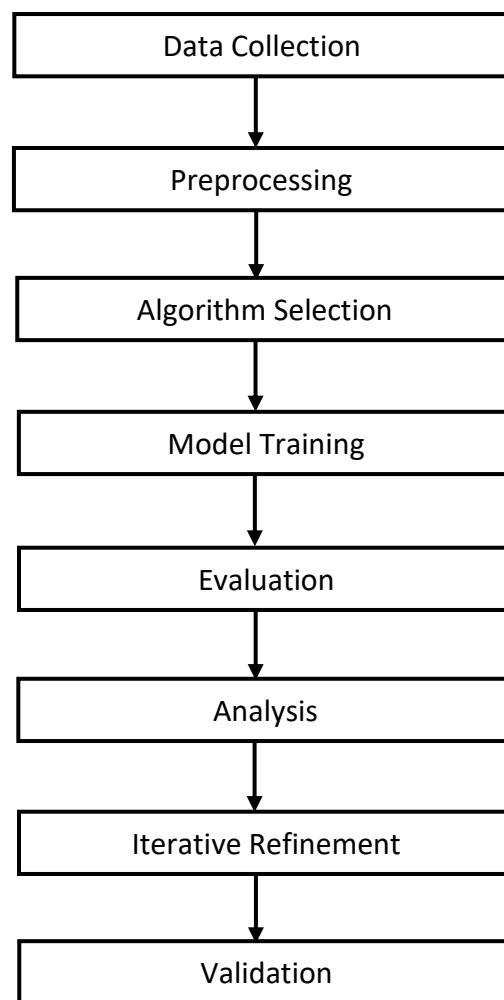 Data Collection
Preprocessing
Algorithm Selection
Model Training
Evaluation
Analysis
Iterative Refinement
Validation